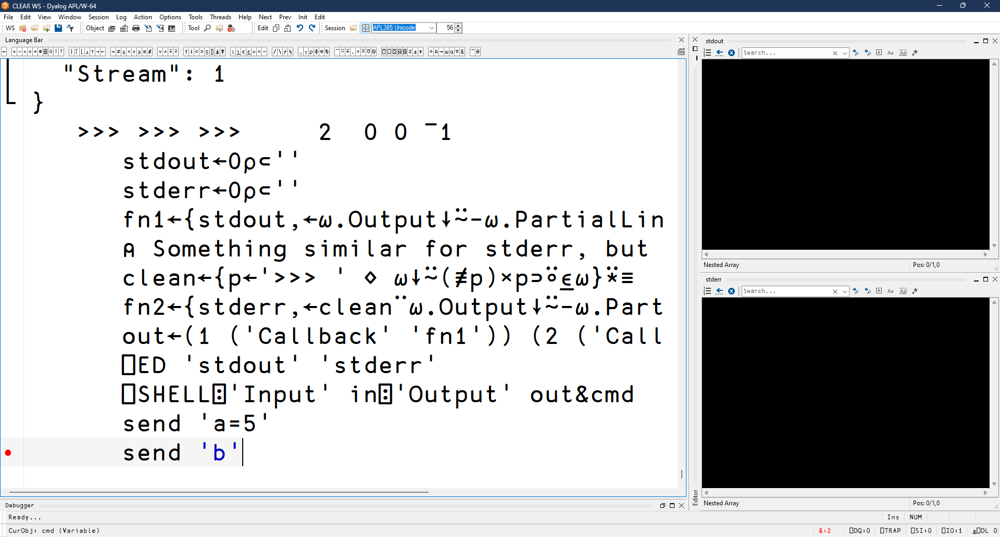 CLEAR WS - Dyalog APL/W-64
File Edit View Window Session Log Action Options Tools Threads Help Next Prev Init Edit
WS Object Tool Edit Session APL385 Unicode 56
Language Bar
"Stream": 1
}
>>> >>> >>> 2 0 0 ¯1
stdout←0⍴⊂''
stderr←0⍴⊂''
fn1←{stdout,←⍵.Output↓⍨-⍵.PartialLin
⍝ Something similar for stderr, but
clean←{p←'>>> ' ⋄ ⍵↓⍨(≢p)×p⊃⍤⍷⍵}⍣≡
fn2←{stderr,←clean¨⍵.Output↓⍨-⍵.Part
out←(1 ('Callback' 'fn1')) (2 ('Call
⎕ED 'stdout' 'stderr'
⎕SHELL⍠'Input' in⍠'Output' out&cmd
send 'a=5'
send 'b'
Debugger
Ready...
CurObj: cmd (Variable)
Editor
stdout
Search...
Nested Array Pos: 0/1,0
stderr
Search...
Nested Array Pos: 0/1,0
Ins NUM
&:2 ⎕DQ:0 ⎕TRAP ⎕SI:0 ⎕IO:1 ⎕DL 0